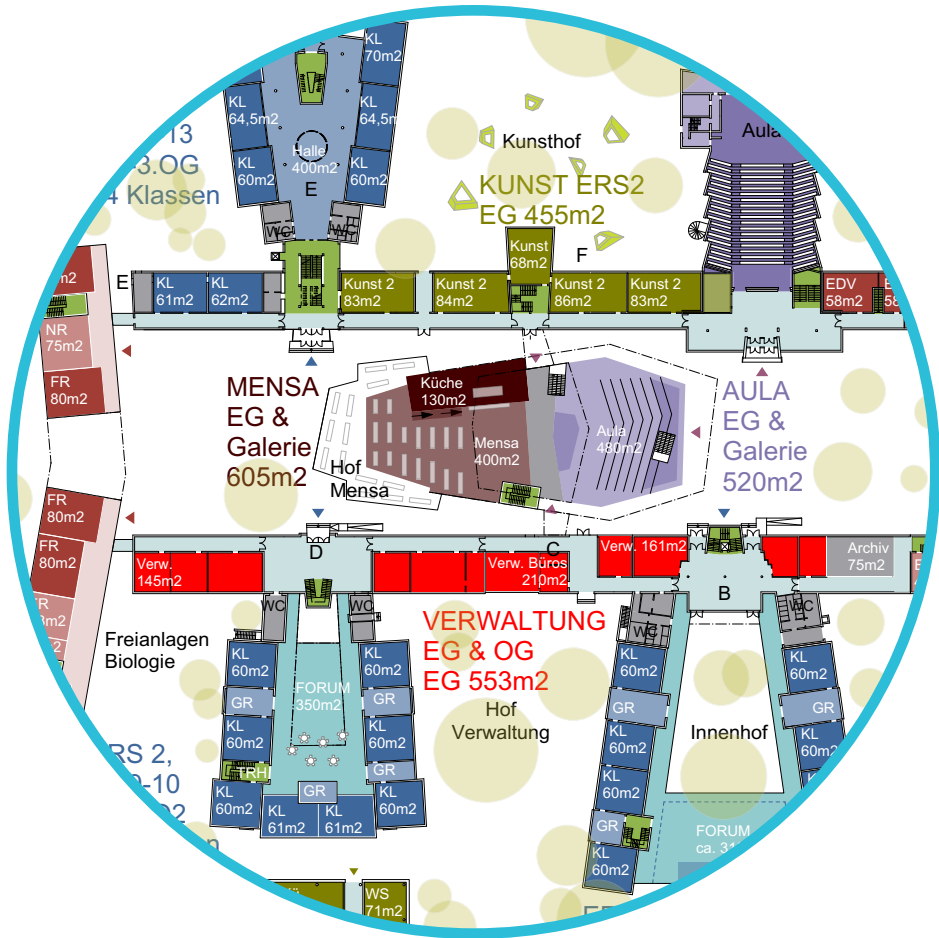 KL
70m2
KL
64,5m2
KL
64,5m2
Halle
400m2
KL
60m2
KL
60m2
E
WC
WC
13
3.OG
4 Klassen
Kunsthof
KUNST ERS2
EG 455m2
Aula
Kunst
68m2
F
E
KL
61m2
KL
62m2
Kunst 2
83m2
Kunst 2
84m2
Kunst 2
86m2
Kunst 2
83m2
EDV
58m2
NR
75m2
FR
80m2
MENSA
EG &
Galerie
605m2
Küche
130m2
Mensa
400m2
Aula
480m2
Hof
Mensa
AULA
EG &
Galerie
520m2
FR
80m2
FR
80m2
D
C
B
Verw.
145m2
Verw. Büros
210m2
Verw. 161m2
Archiv
75m2
WC
WC
WC
WC
Freianlagen
Biologie
VERWALTUNG
EG & OG
EG 553m2
Hof
Verwaltung
KL
60m2
GR
KL
60m2
TRH
KL
60m2
KL
61m2
KL
61m2
GR
FORUM
350m2
KL
60m2
GR
KL
60m2
GR
KL
60m2
KL
60m2
GR
KL
60m2
KL
60m2
GR
KL
60m2
Innenhof
KL
60m2
GR
KL
60m2
FORUM
RS 2,
WS
71m2